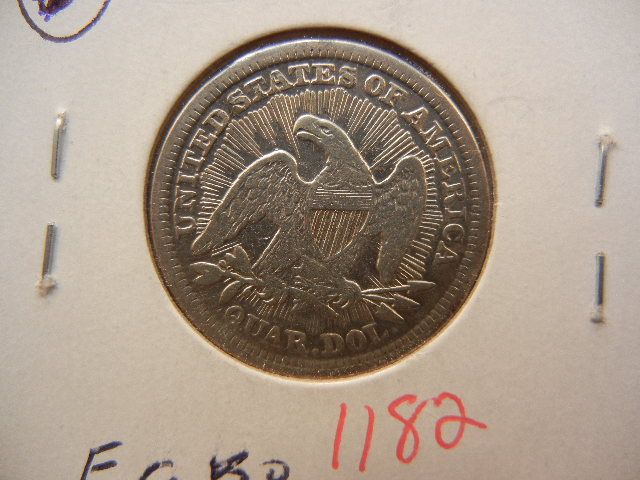 UNITED STATES OF AMERICA
QUAR. DOL.
1182